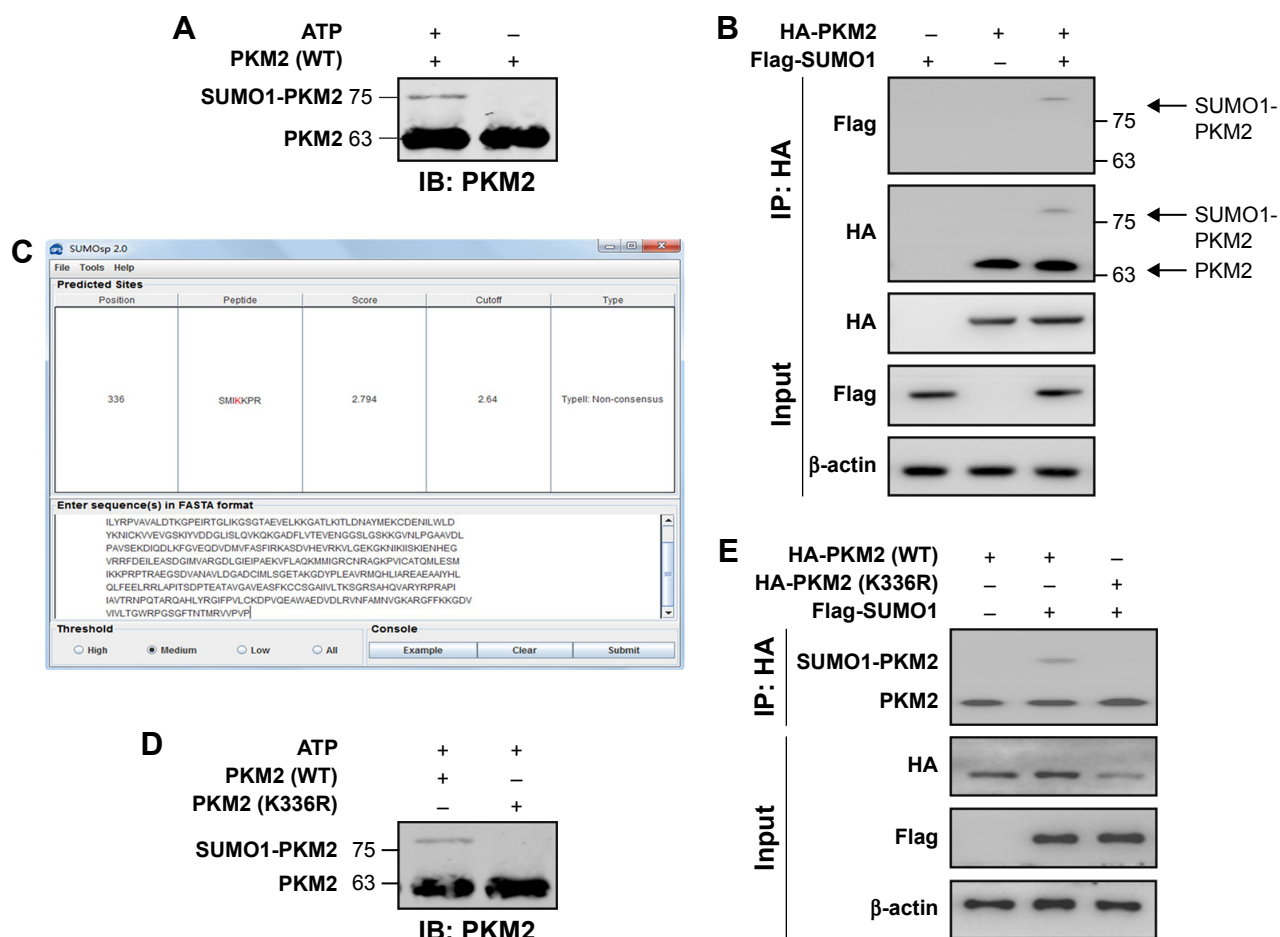 A
ATP + –
PKM2 (WT) + +
SUMO1-PKM2 75
PKM2 63
IB: PKM2
B
HA-PKM2 – + +
Flag-SUMO1 + – +
IP: HA
Flag
75
63
SUMO1-
PKM2
HA
75
63
SUMO1-
PKM2
PKM2
Input
HA
Flag
β-actin
C
GPS SUMOsp 2.0
File Tools Help
Predicted Sites
Position Peptide Score Cutoff Type
336 SMIKKPR 2.794 2.64 TypeII: Non-consensus
Enter sequence(s) in FASTA format
ILYRPVAVALDTKGPEIRTGLIKGSGTAEVELKKGATLKITLDNAYMEKCDENILWLD
YKNICKVVEVGSKIYVDDGLISLQVKQKGADFLVTEVENGGSLGSKKGVNLPGAAVDL
PAVSEKDIQDLKFGVEQDVDMVFASFIRKASDVHEVRKVLGEKGKNIKIISKIENHEG
VRRFDEILEASDGIMVARGDLGIEIPAEKVFLAQKMMIGRCNRAGKPVICATQMLESM
IKKPRPTRAEGSDVANAVLDGADCIMLSGETAKGDYPLEAVRMQHLIAREAEAAIYHL
QLFEELRRLAPITSDPTEATAVGAVEASFKCCSGAIIVLTKSGRSAHQVARYRPRAPI
IAVTRNPQTARQAHLYRGIFPVLCKDPVQEAWAEDVDLRVNFAMNVGKARGFFKKGDV
VIVLTGWRPGSGFTNTMRVVPVP
Threshold
High Medium Low All
Console
Example Clear Submit
D
ATP + +
PKM2 (WT) + –
PKM2 (K336R) – +
SUMO1-PKM2 75
PKM2 63
IB: PKM2
E
HA-PKM2 (WT) + + –
HA-PKM2 (K336R) – – +
Flag-SUMO1 – + +
IP: HA
SUMO1-PKM2
PKM2
Input
HA
Flag
β-actin